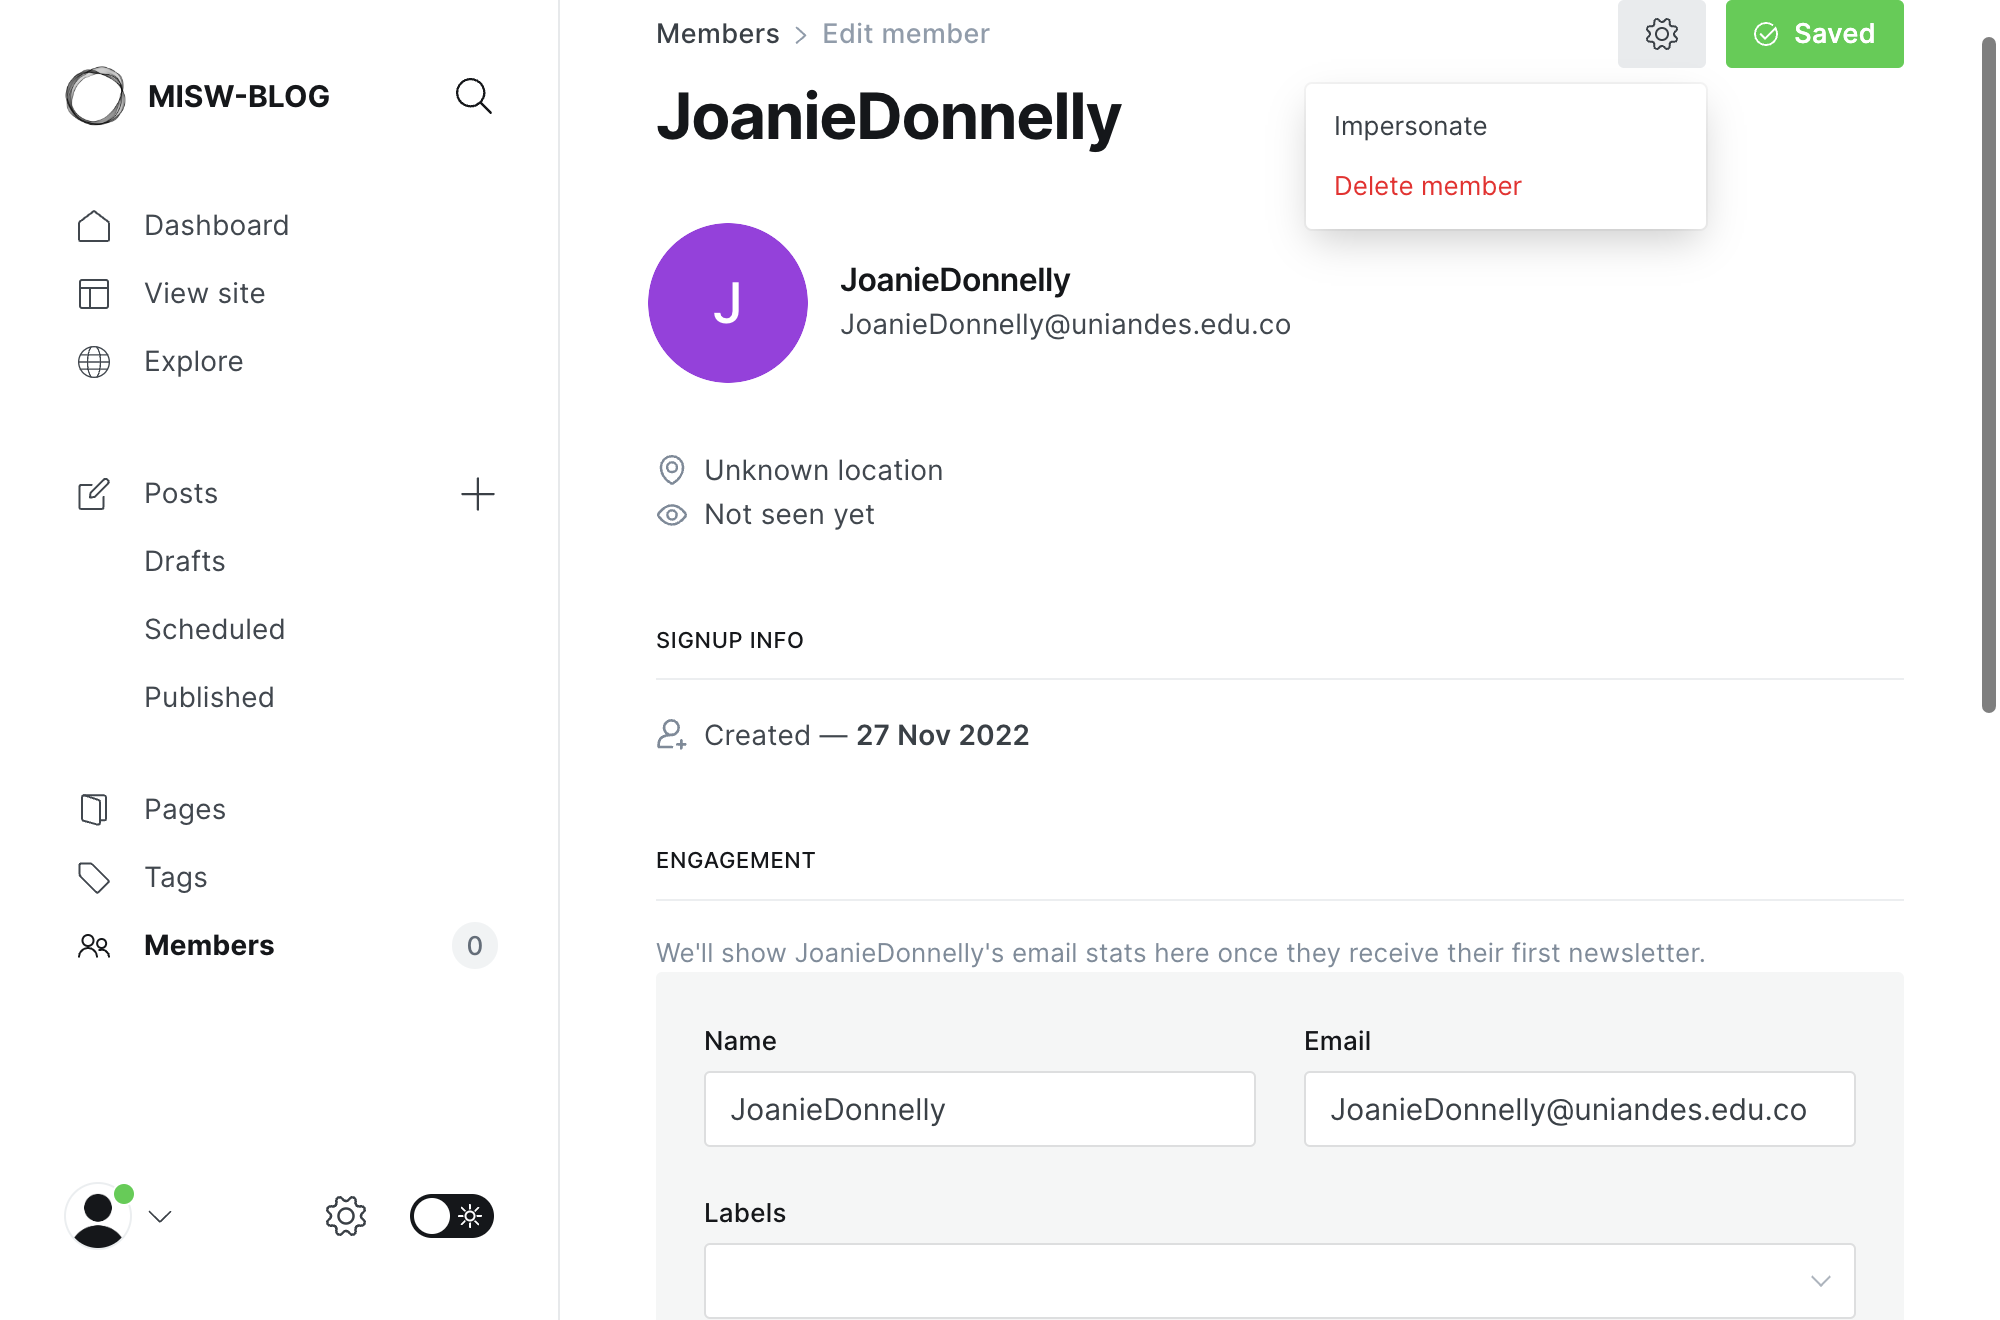 MISW-BLOG
Dashboard
View site
Explore
Posts
Drafts
Scheduled
Published
Pages
Tags
Members
0
Members > Edit member
Saved
JoanieDonnelly
Impersonate
Delete member
J
JoanieDonnelly
JoanieDonnelly@uniandes.edu.co
Unknown location
Not seen yet
SIGNUP INFO
Created — 27 Nov 2022
ENGAGEMENT
We'll show JoanieDonnelly's email stats here once they receive their first newsletter.
Name
Email
JoanieDonnelly
JoanieDonnelly@uniandes.edu.co
Labels